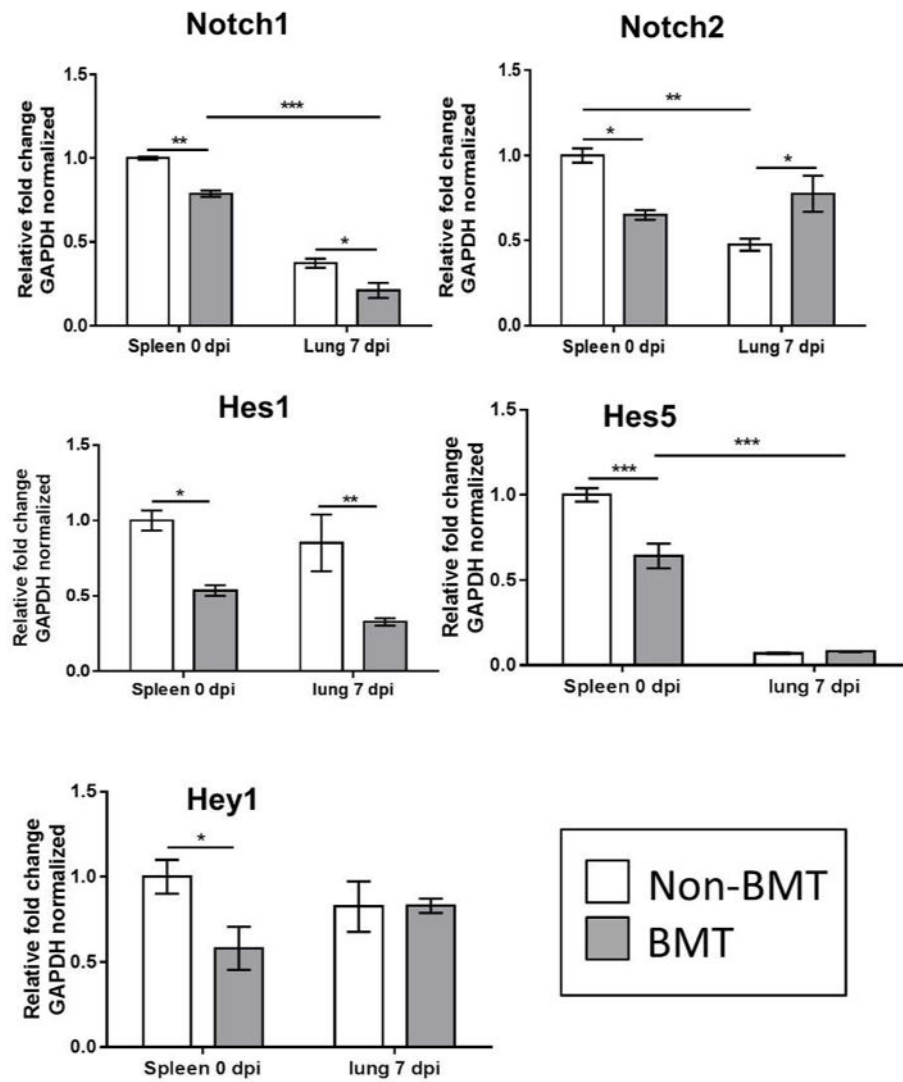 Notch1
Relative fold change
GAPDH normalized
1.5
1.0
0.5
0.0
**
***
*
Spleen 0 dpi
Lung 7 dpi
Notch2
Relative fold change
GAPDH normalized
1.5
1.0
0.5
0.0
**
*
*
Spleen 0 dpi
Lung 7 dpi
Hes1
Relative fold change
GAPDH normalized
1.5
1.0
0.5
0.0
*
**
Spleen 0 dpi
lung 7 dpi
Hes5
Relative fold change
GAPDH normalized
1.5
1.0
0.5
0.0
***
***
Spleen 0 dpi
lung 7 dpi
Hey1
Relative fold change
GAPDH normalized
1.5
1.0
0.5
0.0
*
Spleen 0 dpi
lung 7 dpi
Non-BMT
BMT